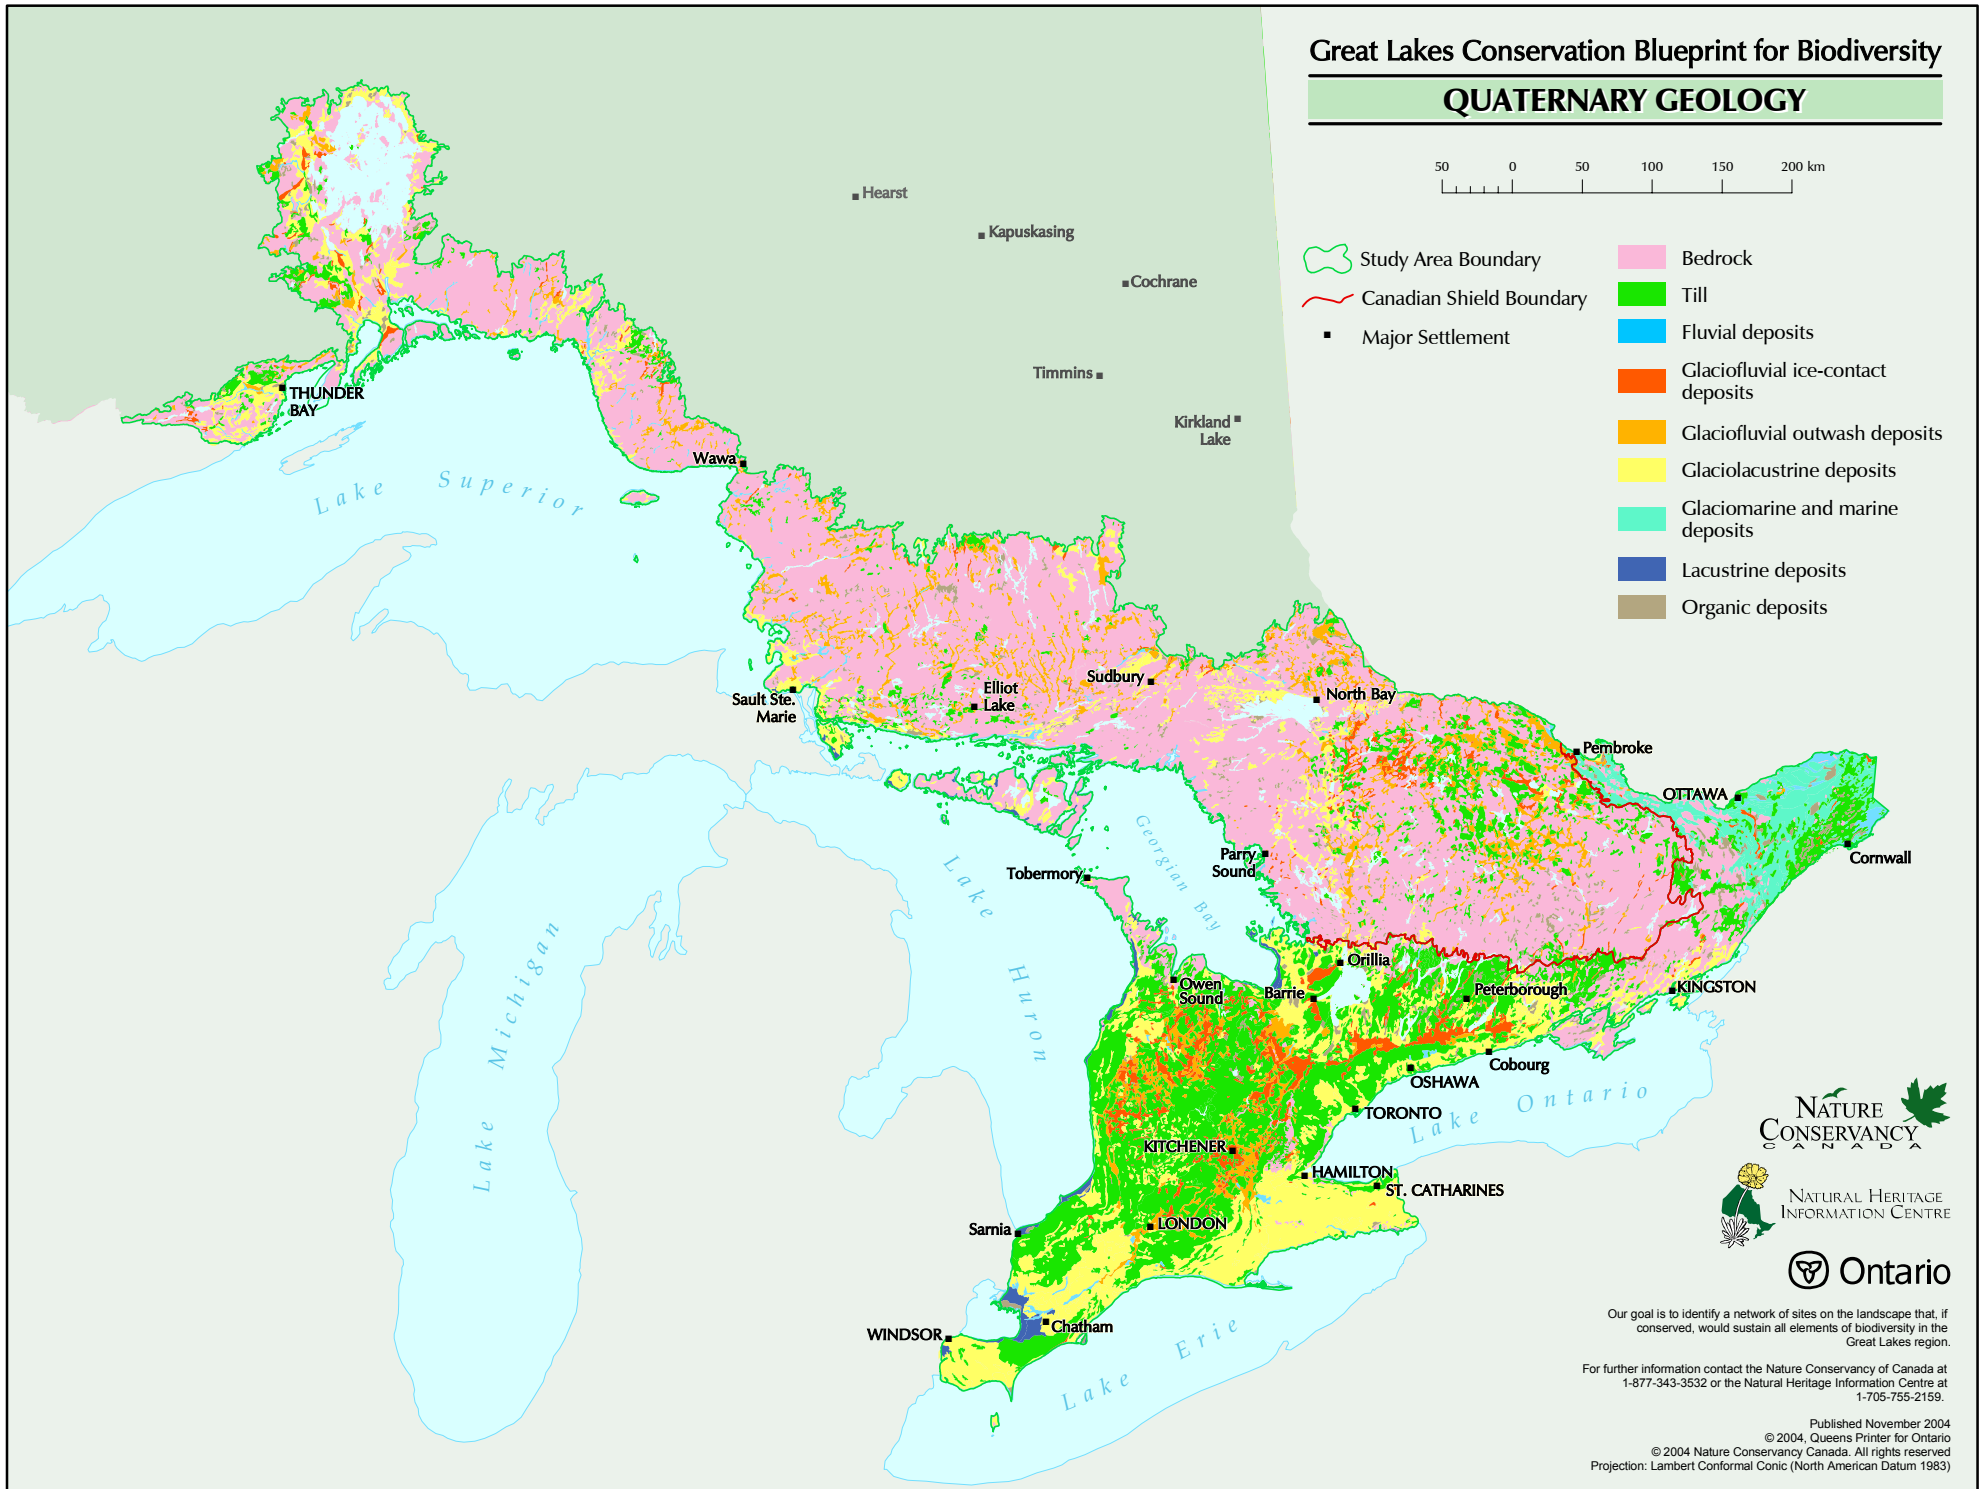 Great Lakes Conservation Blueprint for Biodiversity
QUATERNARY GEOLOGY
50 0 50 100 150 200 km
Study Area Boundary
Canadian Shield Boundary
Major Settlement
Bedrock
Till
Fluvial deposits
Glaciofluvial ice-contact
deposits
Glaciofluvial outwash deposits
Glaciolacustrine deposits
Glaciomarine and marine
deposits
Lacustrine deposits
Organic deposits
Hearst
Kapuskasing
Cochrane
Timmins
Kirkland
Lake
THUNDER
BAY
Wawa
Lake Superior
Sault Ste.
Marie
Elliot
Lake
Sudbury
North Bay
Pembroke
OTTAWA
Cornwall
Parry
Sound
Tobermory
Georgian Bay
Lake Huron
Lake Michigan
Owen
Sound
Barrie
Orillia
Peterborough
KINGSTON
Cobourg
OSHAWA
TORONTO
Lake Ontario
KITCHENER
HAMILTON
ST. CATHARINES
LONDON
Sarnia
Chatham
WINDSOR
Lake Erie
NATURE
CONSERVANCY
CANADA
NATURAL HERITAGE
INFORMATION CENTRE
Ontario
Our goal is to identify a network of sites on the landscape that, if
conserved, would sustain all elements of biodiversity in the
Great Lakes region.
For further information contact the Nature Conservancy of Canada at
1-877-343-3532 or the Natural Heritage Information Centre at
1-705-755-2159.
Published November 2004
© 2004, Queens Printer for Ontario
© 2004 Nature Conservancy Canada. All rights reserved
Projection: Lambert Conformal Conic (North American Datum 1983)